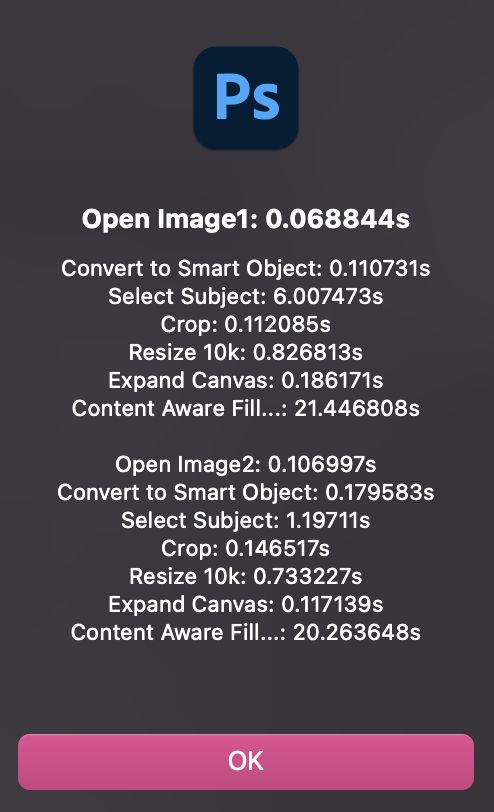 Ps
Open Image1: 0.068844s
Convert to Smart Object: 0.110731s
Select Subject: 6.007473s
Crop: 0.112085s
Resize 10k: 0.826813s
Expand Canvas: 0.186171s
Content Aware Fill...: 21.446808s
Open Image2: 0.106997s
Convert to Smart Object: 0.179583s
Select Subject: 1.19711s
Crop: 0.146517s
Resize 10k: 0.733227s
Expand Canvas: 0.117139s
Content Aware Fill...: 20.263648s
OK